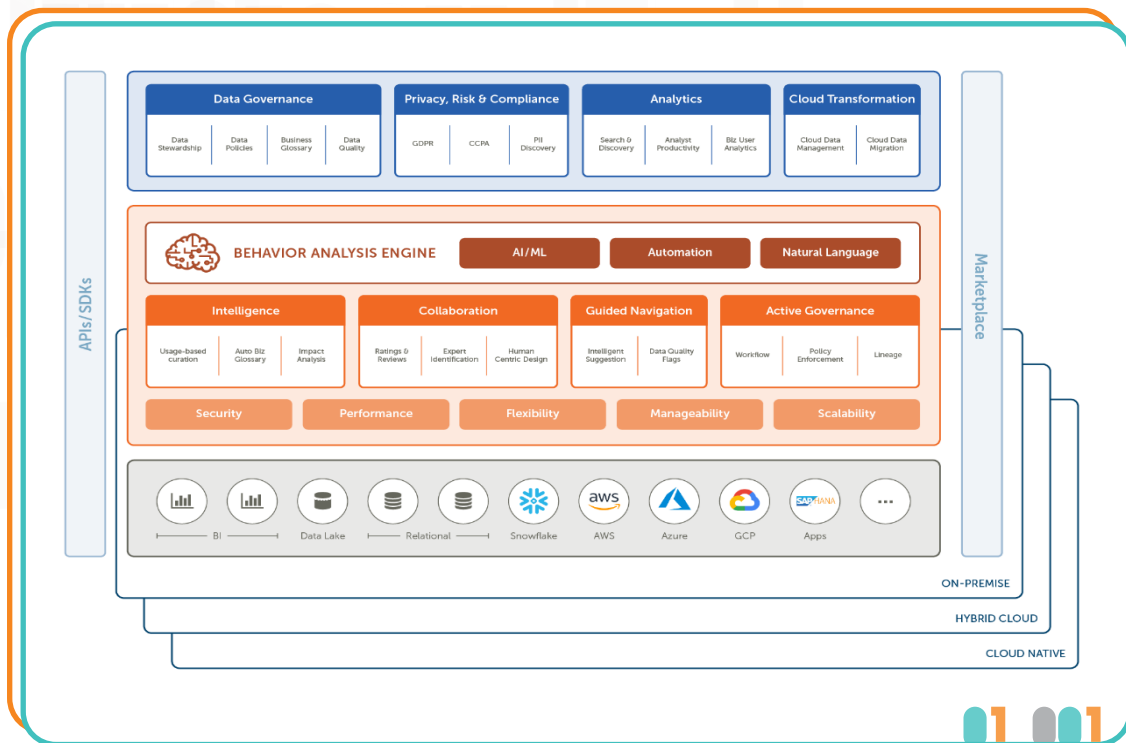 APIs/SDKs
Data Governance
Data
Stewardship
Data
Policies
Business
Glossary
Data
Quality
Privacy, Risk & Compliance
GDPR
CCPA
PII
Discovery
Analytics
Search &
Discovery
Analyst
Productivity
Biz User
Analytics
Cloud Transformation
Cloud Data
Management
Cloud Data
Migration
Marketplace
BEHAVIOR ANALYSIS ENGINE
AI/ML
Automation
Natural Language
Intelligence
Usage-based
curation
Auto Biz
Glossary
Impact
Analysis
Collaboration
Ratings &
Reviews
Expert
Identification
Human
Centric Design
Guided Navigation
Intelligent
Suggestion
Data Quality
Flags
Active Governance
Workflow
Policy
Enforcement
Lineage
Security
Performance
Flexibility
Manageability
Scalability
aws
SAP HANA
...
BI
Data Lake
Relational
Snowflake
AWS
Azure
GCP
Apps
ON-PREMISE
HYBRID CLOUD
CLOUD NATIVE
01 001